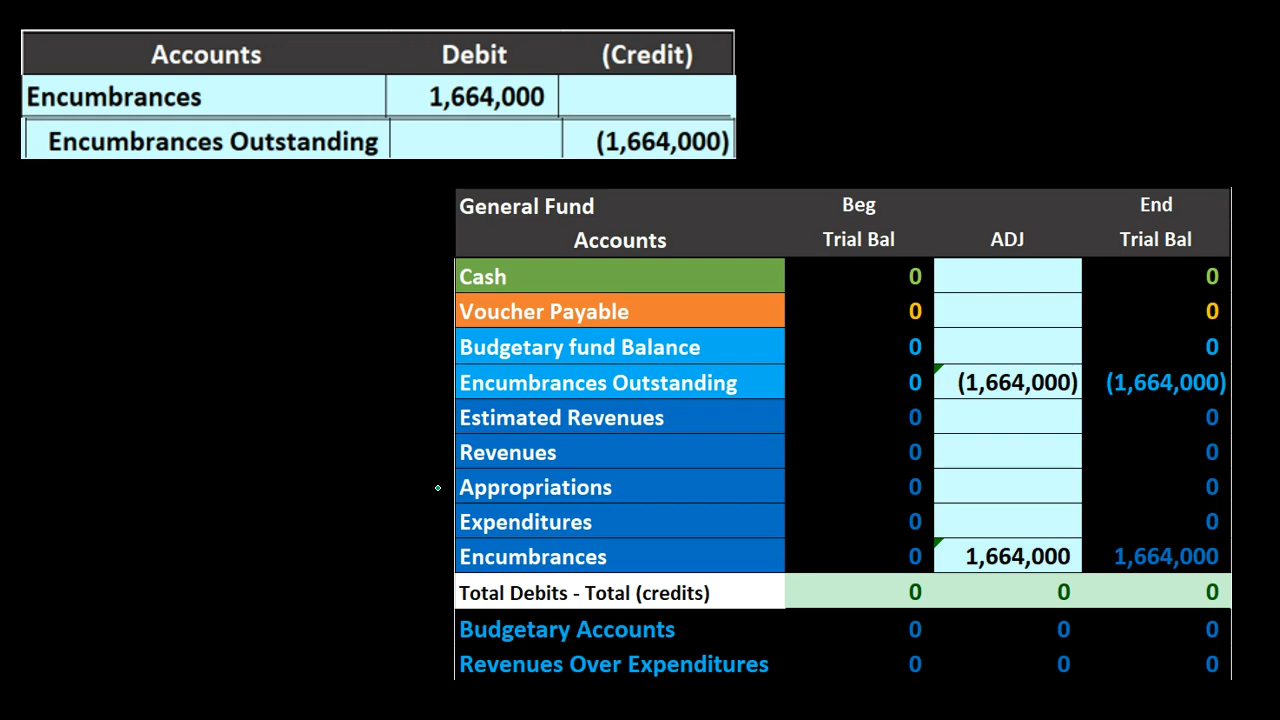 Accounts Debit (Credit)
Encumbrances 1,664,000
Encumbrances Outstanding (1,664,000)
General Fund Beg End
Accounts Trial Bal ADJ Trial Bal
Cash 0 0
Voucher Payable 0 0
Budgetary fund Balance 0 0
Encumbrances Outstanding 0 (1,664,000) (1,664,000)
Estimated Revenues 0 0
Revenues 0 0
Appropriations 0 0
Expenditures 0 0
Encumbrances 0 1,664,000 1,664,000
Total Debits - Total (credits) 0 0 0
Budgetary Accounts 0 0 0
Revenues Over Expenditures 0 0 0